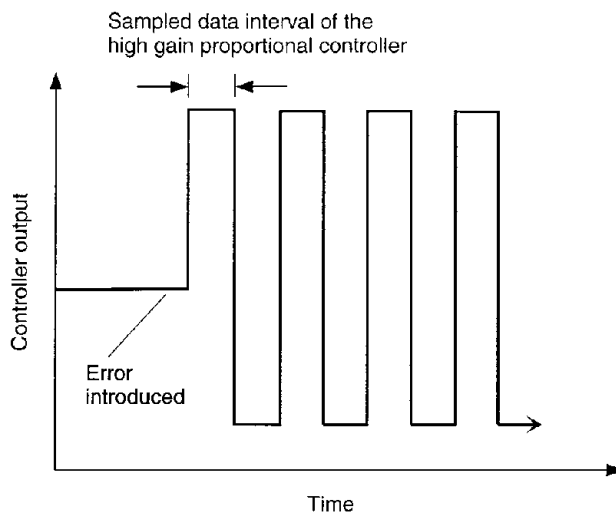 Sampled data interval of the
high gain proportional controller
Controller output
Error
introduced
Time